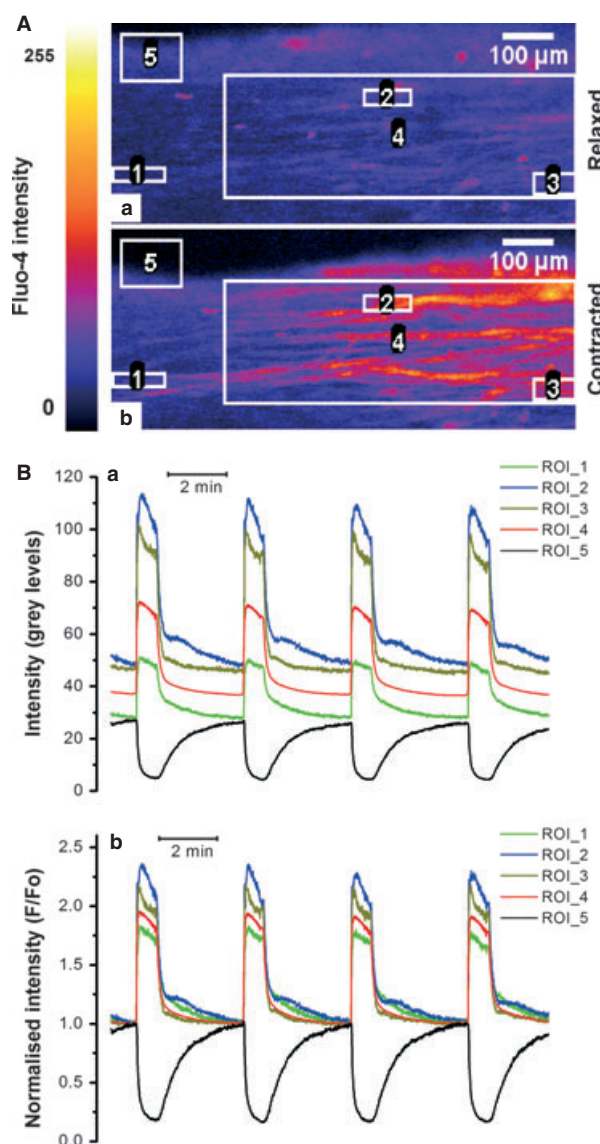 A
255
Fluo-4 intensity
0
5
100 µm
2
4
1
3
a
Relaxed
5
100 µm
2
4
1
3
b
Contracted
B
a
2 min
ROI_1
ROI_2
ROI_3
ROI_4
ROI_5
120
100
80
60
40
20
0
Intensity (grey levels)
b
2 min
ROI_1
ROI_2
ROI_3
ROI_4
ROI_5
2.5
2.0
1.5
1.0
0.5
0.0
Normalised intensity (F/Fo)